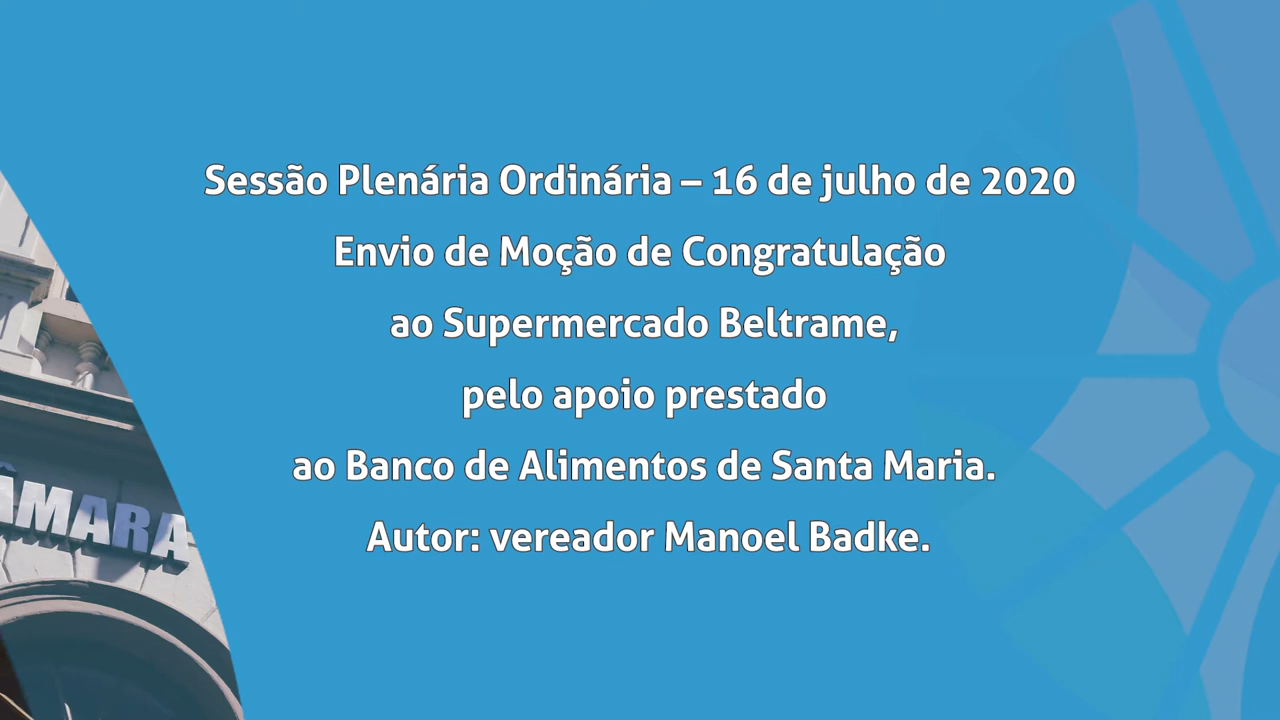 Sessão Plenária Ordinária – 16 de julho de 2020
Envio de Moção de Congratulação
ao Supermercado Beltrame,
pelo apoio prestado
ao Banco de Alimentos de Santa Maria.
Autor: vereador Manoel Badke.
ÂMARA